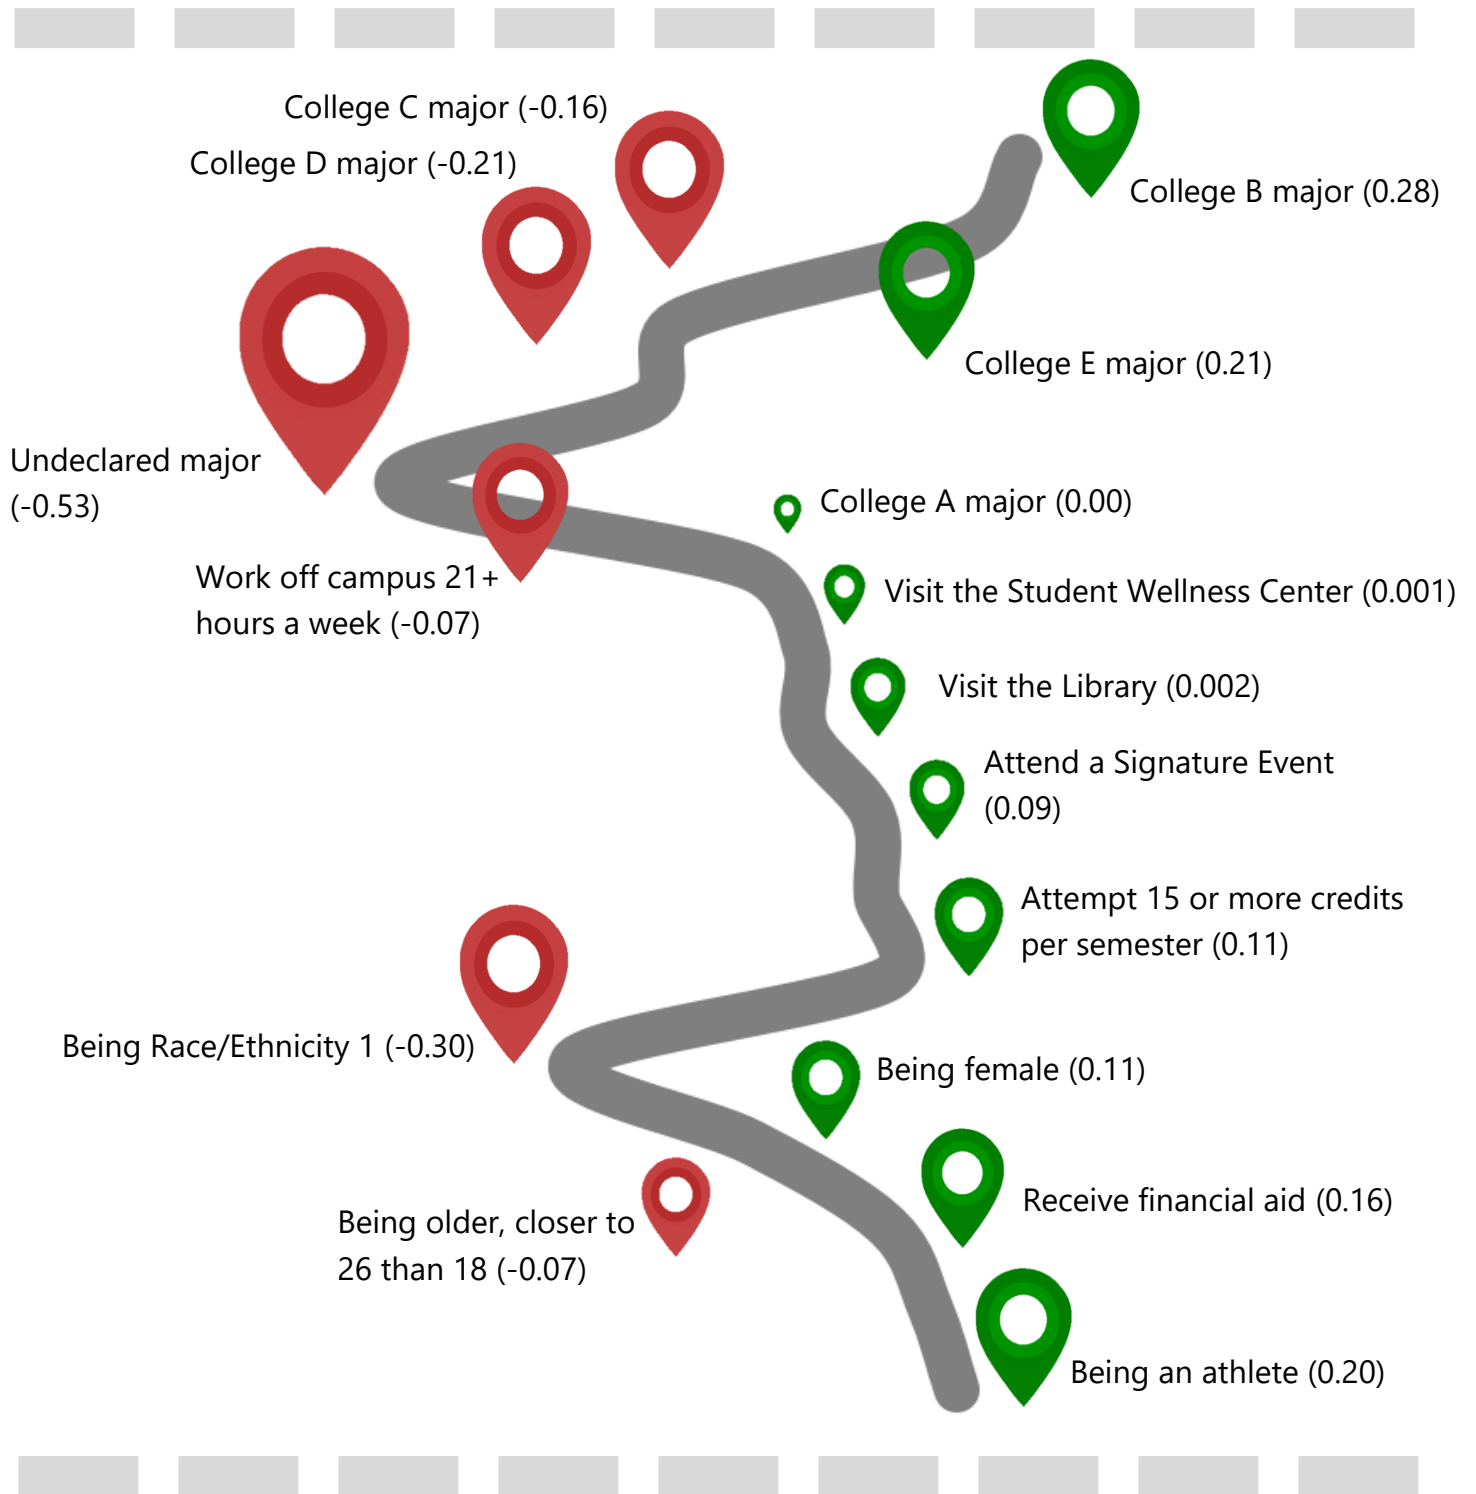 College C major (-0.16)
College D major (-0.21)
College B major (0.28)
College E major (0.21)
Undeclared major
(-0.53)
College A major (0.00)
Work off campus 21+
hours a week (-0.07)
Visit the Student Wellness Center (0.001)
Visit the Library (0.002)
Attend a Signature Event
(0.09)
Attempt 15 or more credits
per semester (0.11)
Being Race/Ethnicity 1 (-0.30)
Being female (0.11)
Receive financial aid (0.16)
Being older, closer to
26 than 18 (-0.07)
Being an athlete (0.20)